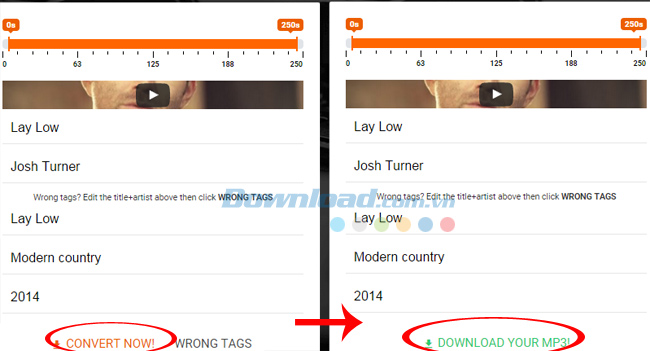 0s 250s
0 63 125 188 250
Lay Low
Josh Turner
Wrong tags? Edit the title+artist above then click WRONG TAGS
Lay Low
Modern country
2014
CONVERT NOW! WRONG TAGS
0s 250s
0 63 125 188 250
Lay Low
Josh Turner
Wrong tags? Edit the title+artist above then click WRONG TAGS
Lay Low
Modern country
2014
DOWNLOAD YOUR MP3!
Download.com.vn